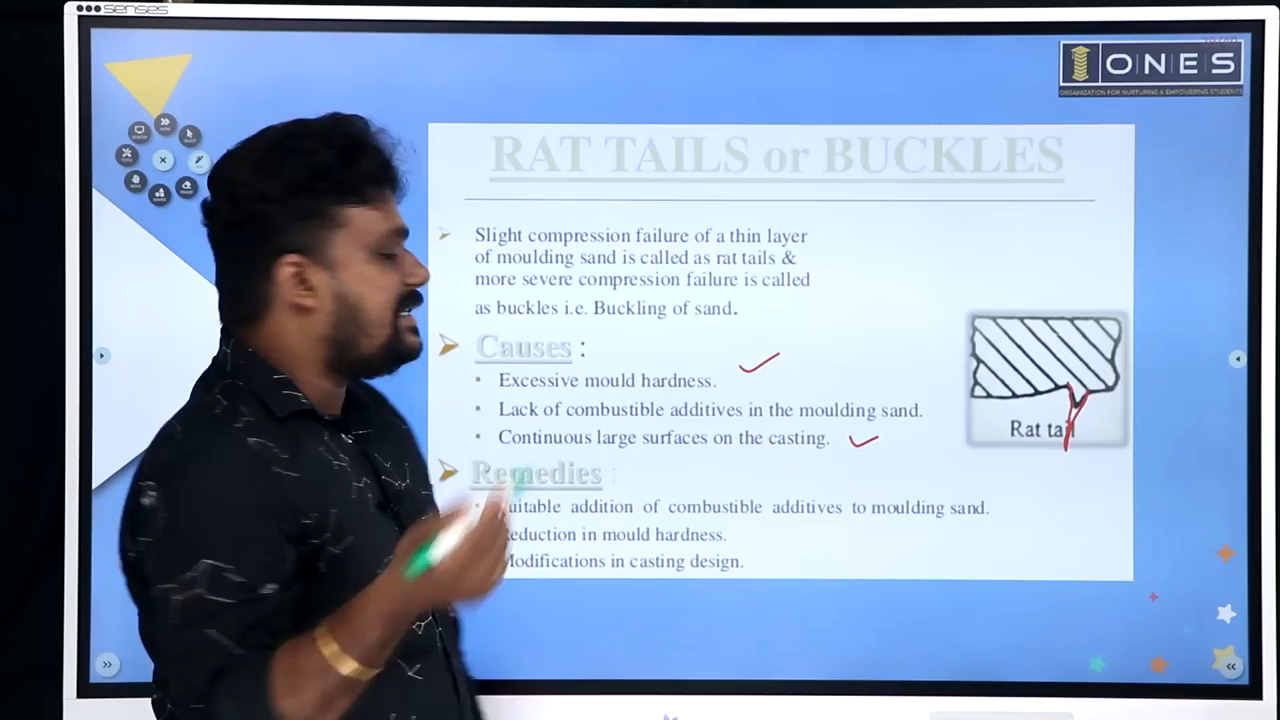 senses
ONES
ORGANIZATION FOR NURTURING & EMPOWERING STUDENTS
RAT TAILS or BUCKLES
Slight compression failure of a thin layer
of moulding sand is called as rat tails &
more severe compression failure is called
as buckles i.e. Buckling of sand.
Causes :
• Excessive mould hardness.
• Lack of combustible additives in the moulding sand.
• Continuous large surfaces on the casting.
Rat tail
Remedies :
uitable addition of combustible additives to moulding sand.
eduction in mould hardness.
Modifications in casting design.